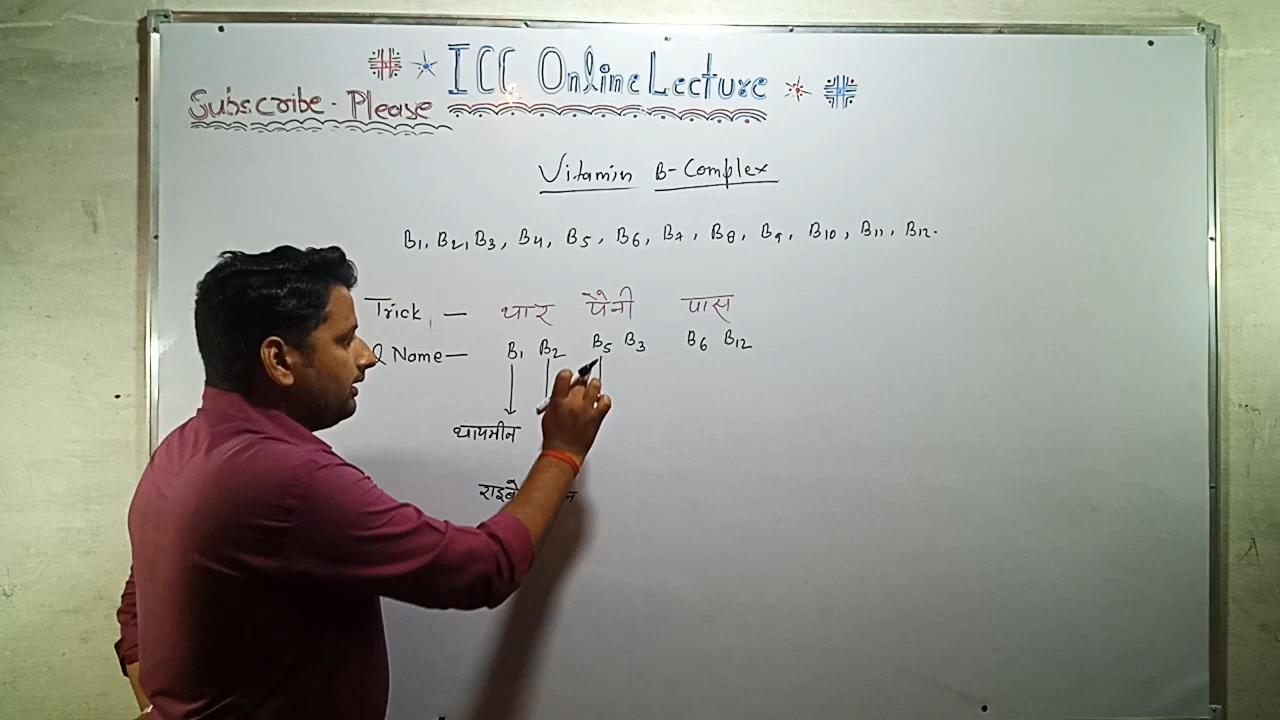 ICC Online Lecture
Subscribe - Please
Vitamin B-Complex
B1, B2, B3, B4, B5, B6, B7, B8, B9, B10, B11, B12.
Trick - थार पैनी पास
Name - B1 B2 B5 B3 B6 B12
थायमीन